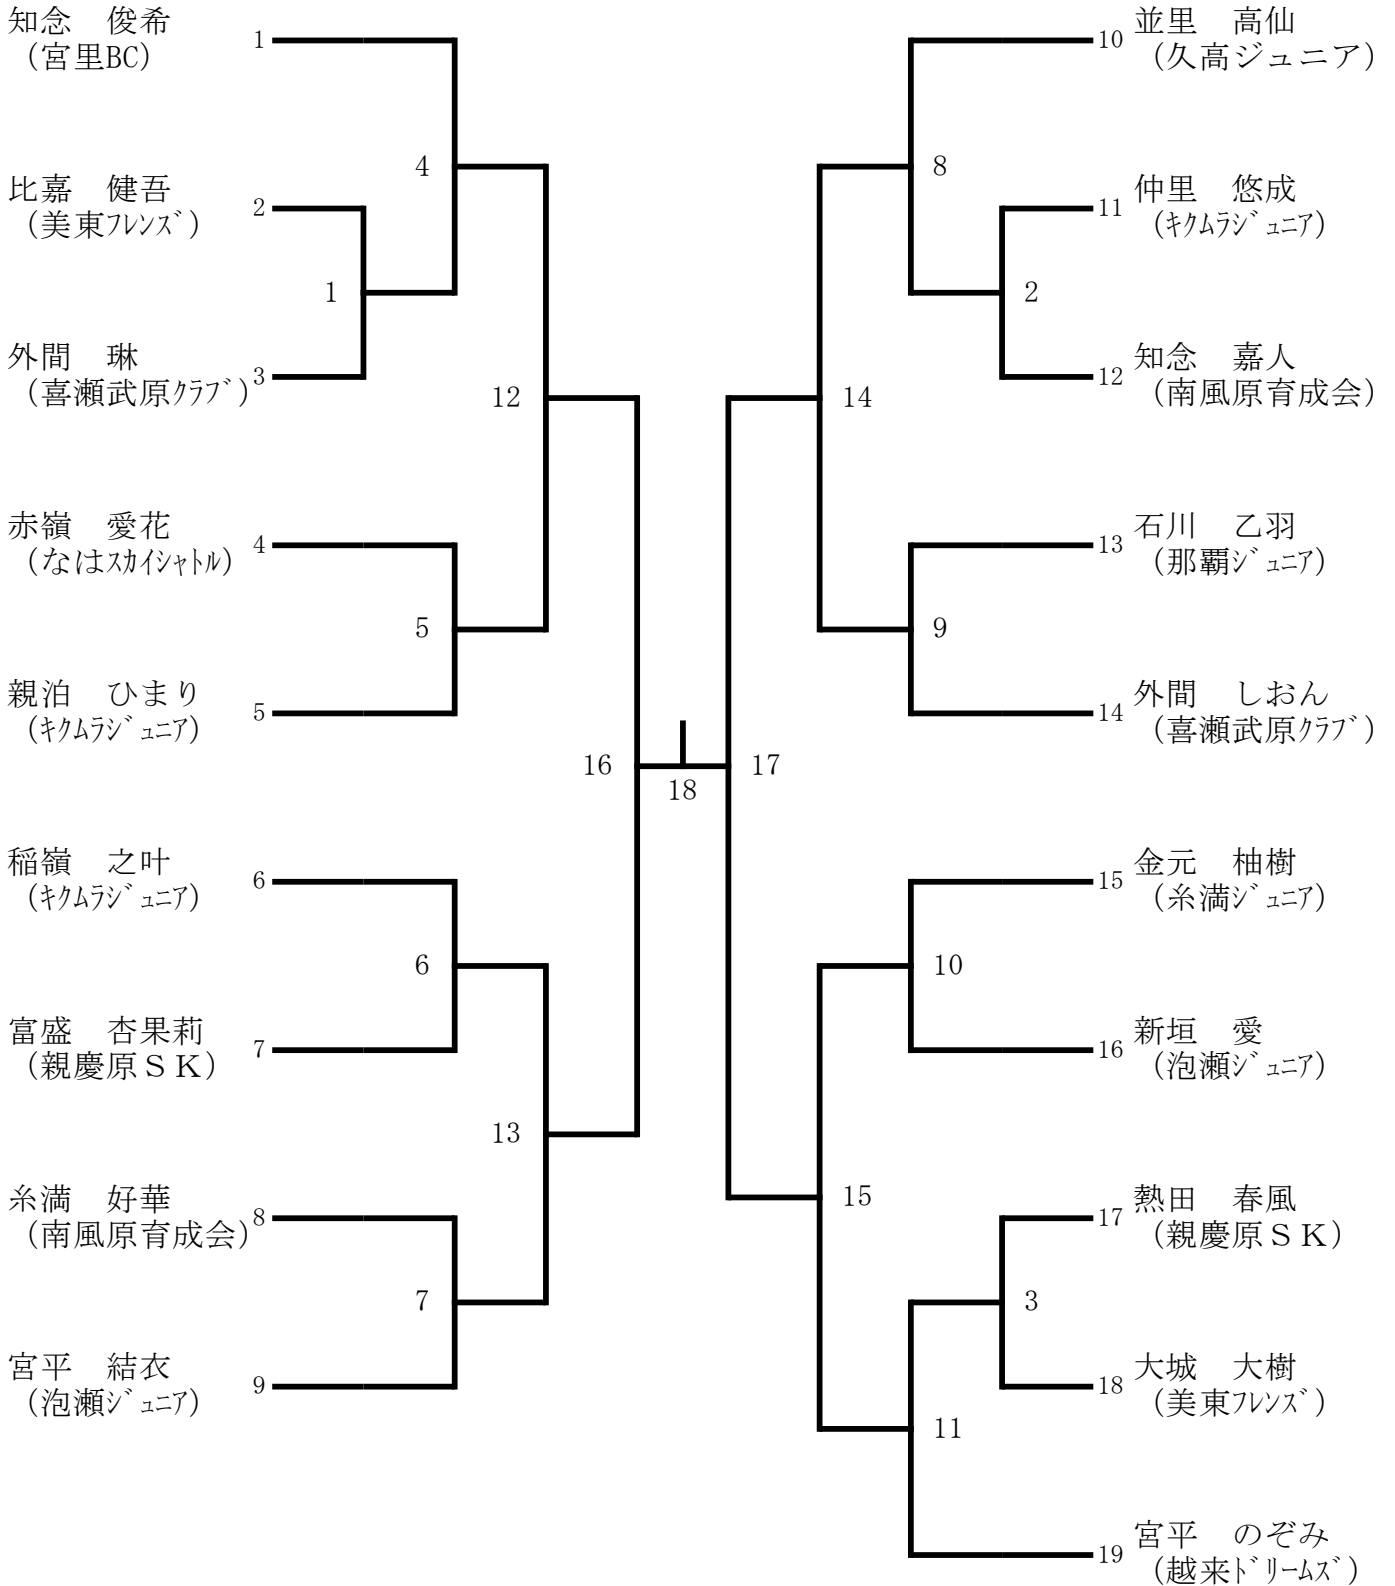 知念　俊希
（宮里BC）
1
比嘉　健吾
（美東ﾌﾚﾝｽﾞ）
2
外間　琳
（喜瀬武原ｸﾗﾌﾞ）
3
赤嶺　愛花
（なはｽｶｲｼｬﾄﾙ）
4
親泊　ひまり
（ｷｸﾑﾗｼﾞｭﾆｱ）
5
稲嶺　之叶
（ｷｸﾑﾗｼﾞｭﾆｱ）
6
富盛　杏果莉
（親慶原ＳＫ）
7
糸満　好華
（南風原育成会）
8
宮平　結衣
（泡瀬ｼﾞｭﾆｱ）
9
4
1
12
5
16
6
13
7
18
17
8
2
14
9
10
15
3
11
10
並里　高仙
（久高ジュニア）
11
仲里　悠成
（ｷｸﾑﾗｼﾞｭﾆｱ）
12
知念　嘉人
（南風原育成会）
13
石川　乙羽
（那覇ｼﾞｭﾆｱ）
14
外間　しおん
（喜瀬武原ｸﾗﾌﾞ）
15
金元　柚樹
（糸満ｼﾞｭﾆｱ）
16
新垣　愛
（泡瀬ｼﾞｭﾆｱ）
17
熱田　春風
（親慶原ＳＫ）
18
大城　大樹
（美東ﾌﾚﾝｽﾞ）
19
宮平　のぞみ
（越来ﾄﾞﾘｰﾑｽﾞ）